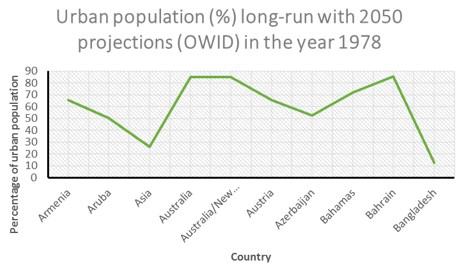 Urban population (%) long-run with 2050
projections (OWID) in the year 1978
Percentage of urban population
90
80
70
60
50
40
30
20
10
0
Armenia
Aruba
Asia
Australia
Australia/New...
Austria
Azerbaijan
Bahamas
Bahrain
Bangladesh
Country